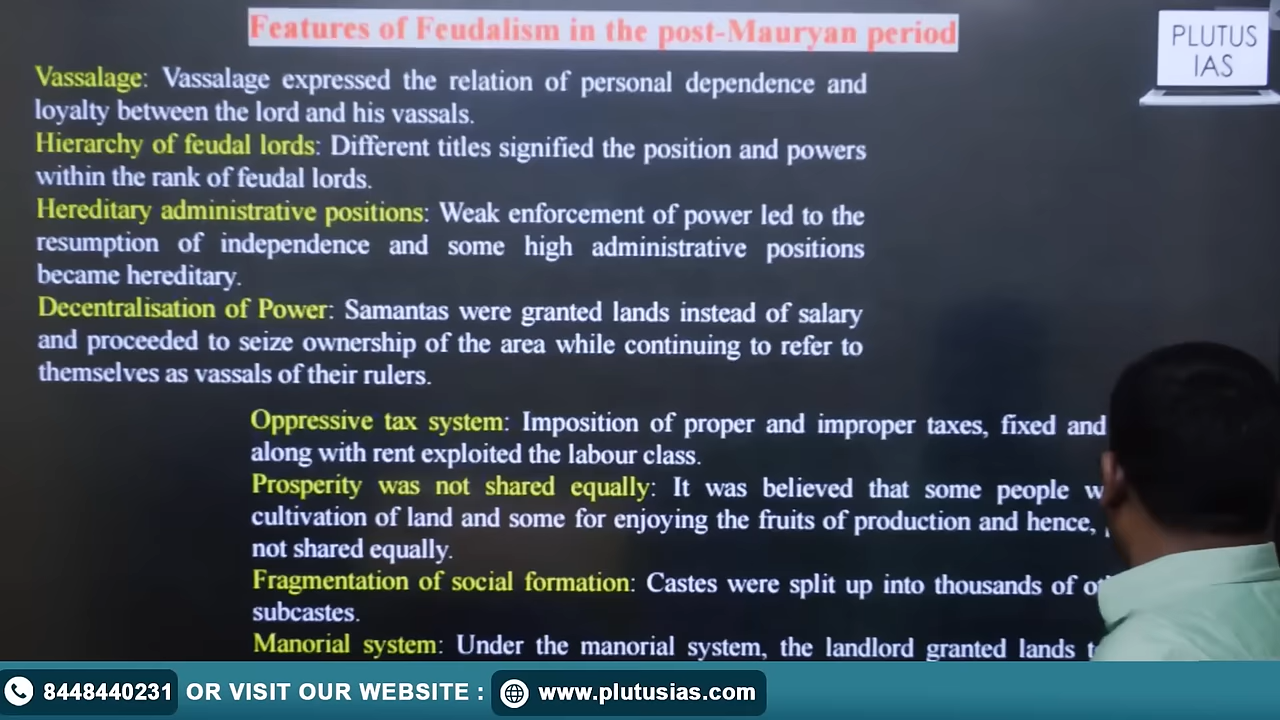 Features of Feudalism in the post-Mauryan period
PLUTUS
IAS
Vassalage: Vassalage expressed the relation of personal dependence and
loyalty between the lord and his vassals.
Hierarchy of feudal lords: Different titles signified the position and powers
within the rank of feudal lords.
Hereditary administrative positions: Weak enforcement of power led to the
resumption of independence and some high administrative positions
became hereditary.
Decentralisation of Power: Samantas were granted lands instead of salary
and proceeded to seize ownership of the area while continuing to refer to
themselves as vassals of their rulers.
Oppressive tax system: Imposition of proper and improper taxes, fixed and
along with rent exploited the labour class.
Prosperity was not shared equally: It was believed that some people
cultivation of land and some for enjoying the fruits of production and hence,
not shared equally.
Fragmentation of social formation: Castes were split up into thousands of
subcastes.
Manorial system: Under the manorial system, the landlord granted lands
8448440231 OR VISIT OUR WEBSITE : www.plutusias.com